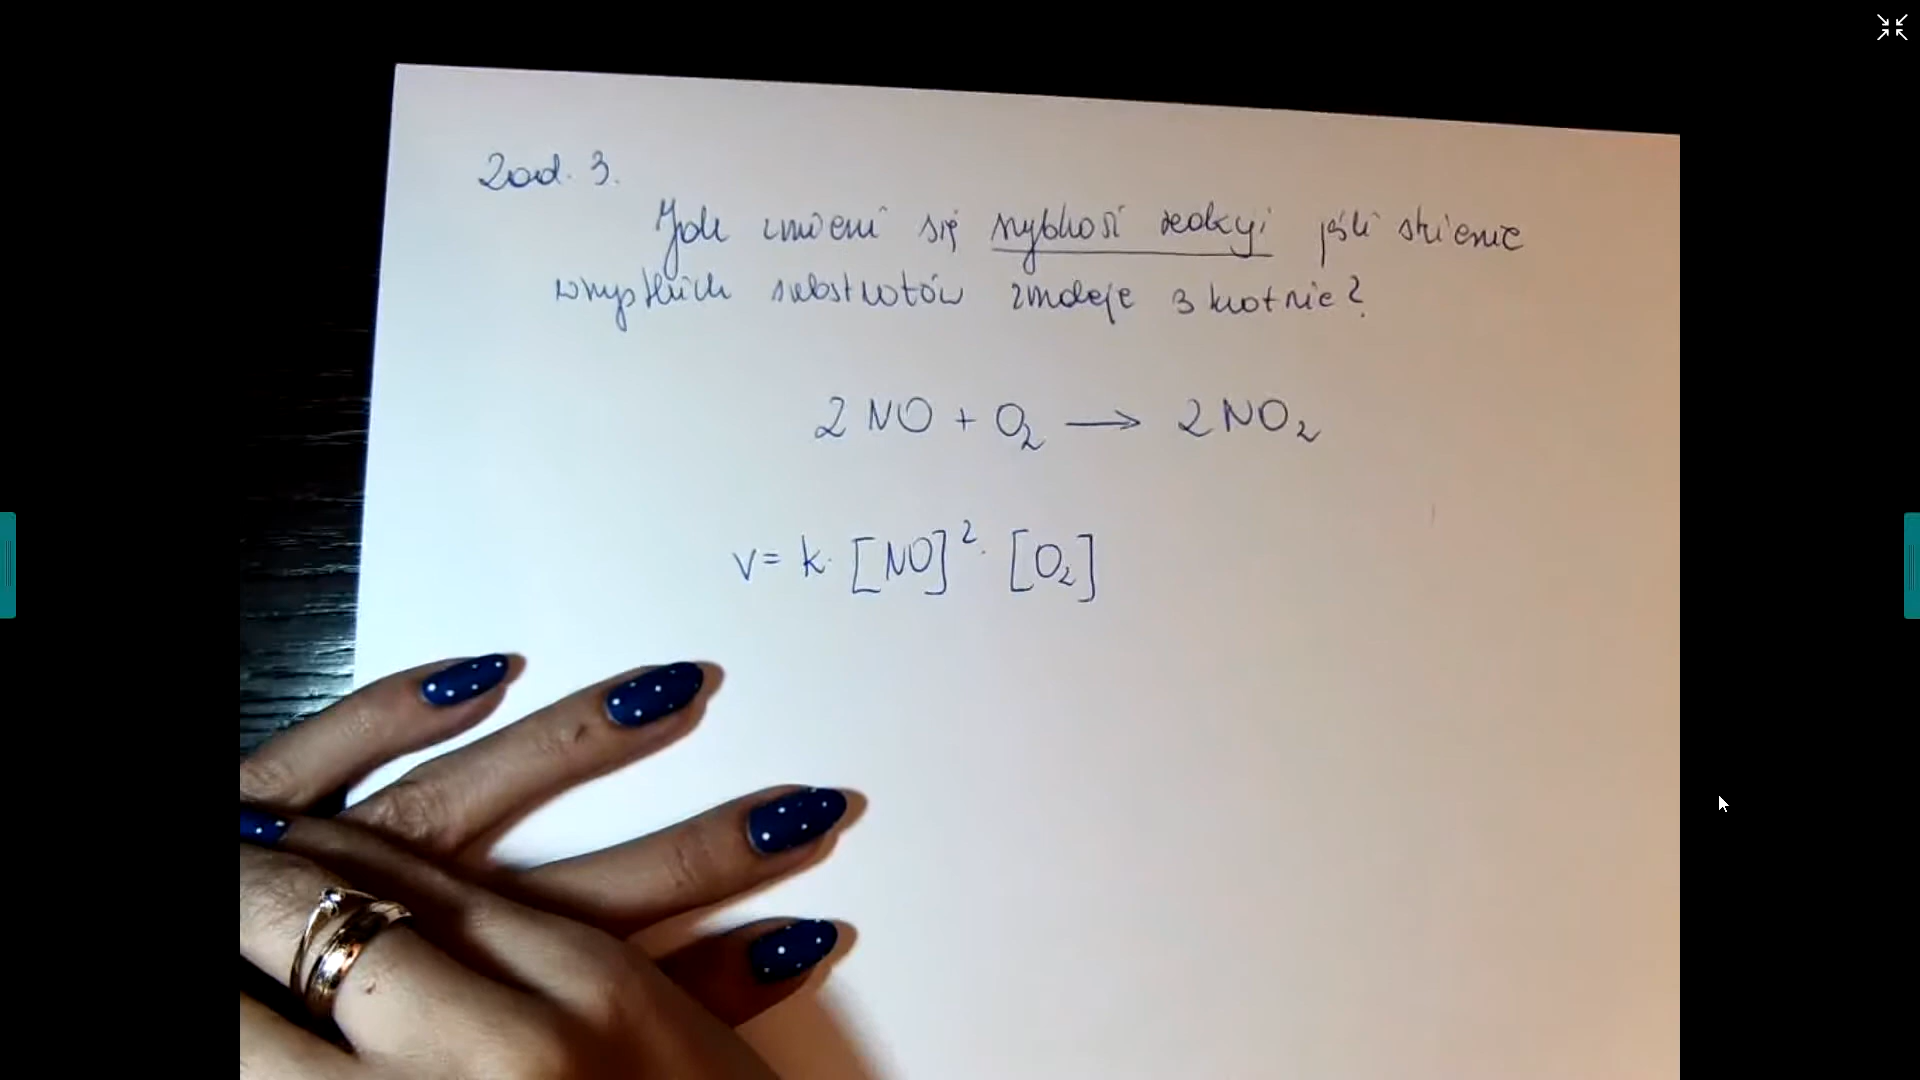 Zad. 3.
Jak zmieni się szybkość reakcji jeśli stężenie
wszystkich substratów zmaleje 3 krotnie?
2 NO + O₂ → 2 NO₂
v = k · [NO]² · [O₂]